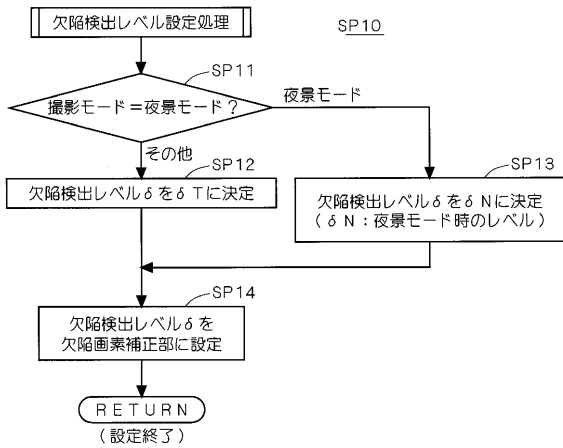 欠陥検出レベル設定処理
SP10
SP11
撮影モード＝夜景モード？
夜景モード
その他
SP12
欠陥検出レベルδをδTに決定
SP13
欠陥検出レベルδをδNに決定
（δN：夜景モード時のレベル）
SP14
欠陥検出レベルδを
欠陥画素補正部に設定
RETURN
（設定終了）